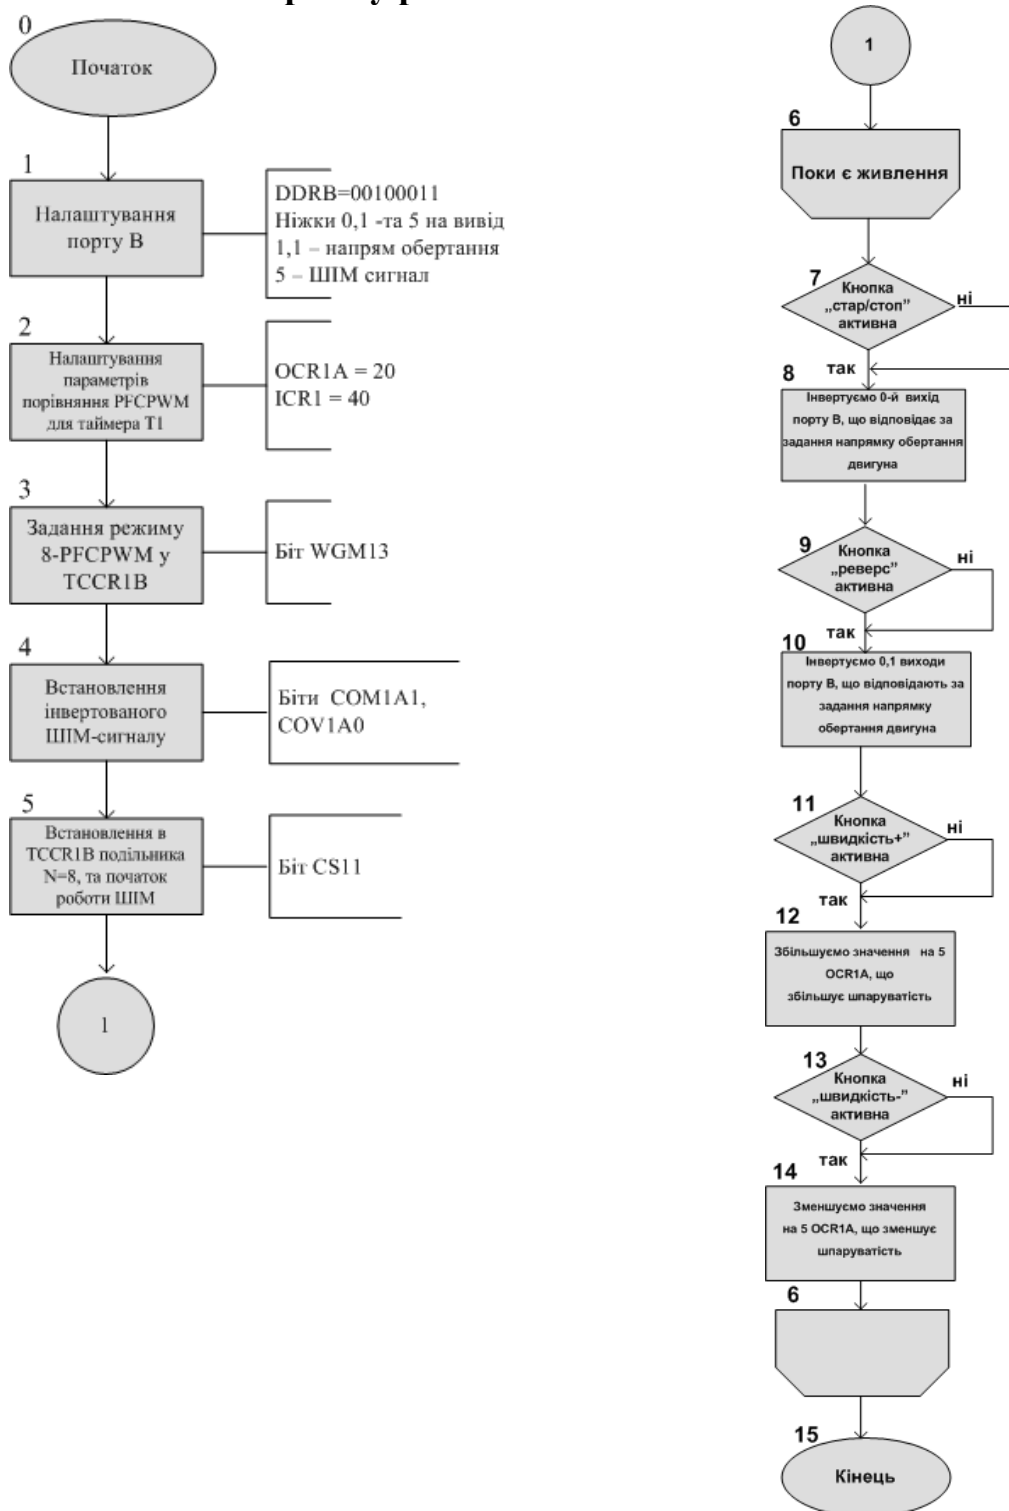 0
Початок
1
Налаштування
порту В
DDRB=00100011
Ніжки 0,1 -та 5 на вивід
1,1 – напрям обертання
5 – ШІМ сигнал
2
Налаштування
параметрів
порівняння PFCPWM
для таймера Т1
OCR1A = 20
ICR1 = 40
3
Задання режиму
8-PFCPWM у
TCCR1B
Біт WGM13
4
Встановлення
інвертованого
ШІМ-сигналу
Біти COM1A1,
COV1A0
5
Встановлення в
TCCR1B подільника
N=8, та початок
роботи ШІМ
Біт CS11
1
1
6
Поки є живлення
7
Кнопка
„стар/стоп”
активна
ні
так
8
Інвертуємо 0-й вихід
порту В, що відповідає за
задання напрямку обертання
двигуна
9
Кнопка
„реверс”
активна
ні
так
10
Інвертуємо 0,1 виходи
порту В, що відповідають за
задання напрямку
обертання двигуна
11
Кнопка
„швидкість+”
активна
ні
так
12
Збільшуємо значення на 5
OCR1A, що
збільшує шпаруватість
13
Кнопка
„швидкість-”
активна
ні
так
14
Зменшуємо значення
на 5 OCR1A, що зменшує
шпаруватість
6
15
Кінець